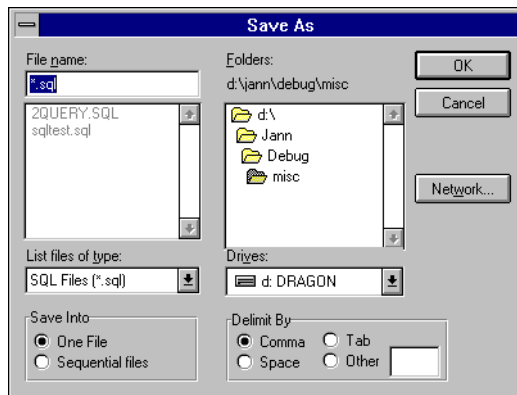 Save As
File name:
*.sql
2QUERY.SQL
sqltest.sql
List files of type:
SQL Files (*.sql)
Folders:
d:\jann\debug\misc
d:\
Jann
Debug
misc
Drives:
d: DRAGON
OK
Cancel
Network...
Save Into
One File
Sequential files
Delimit By
Comma
Tab
Space
Other